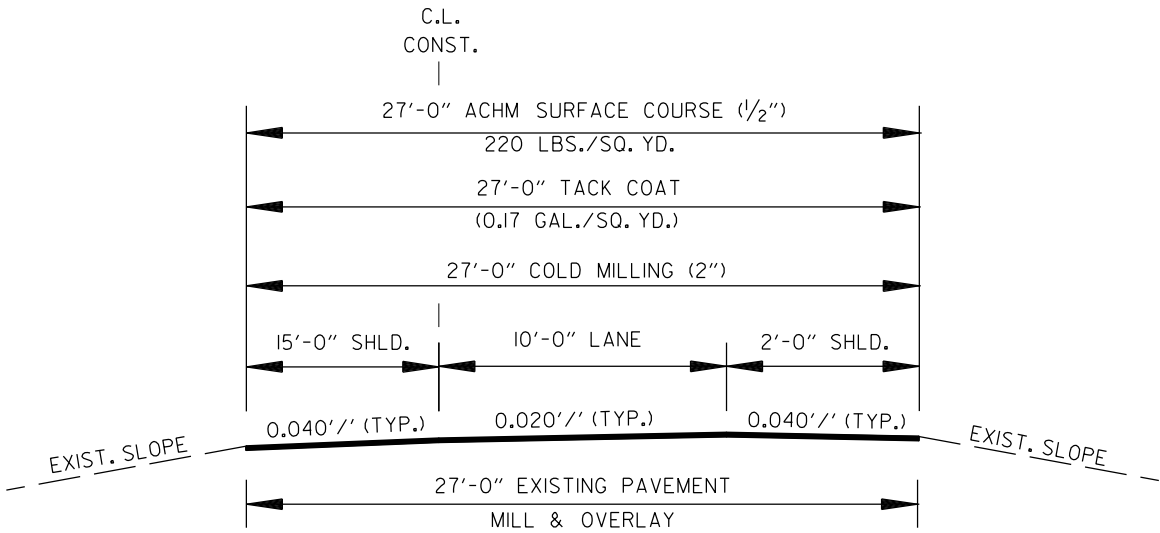 C.L.
CONST.
27'-0" ACHM SURFACE COURSE (1/2")
220 LBS./SQ. YD.
27'-0" TACK COAT
(0.17 GAL./SQ. YD.)
27'-0" COLD MILLING (2")
15'-0" SHLD.
10'-0" LANE
2'-0" SHLD.
0.040'/' (TYP.)
0.020'/' (TYP.)
0.040'/' (TYP.)
EXIST. SLOPE
EXIST. SLOPE
27'-0" EXISTING PAVEMENT
MILL & OVERLAY